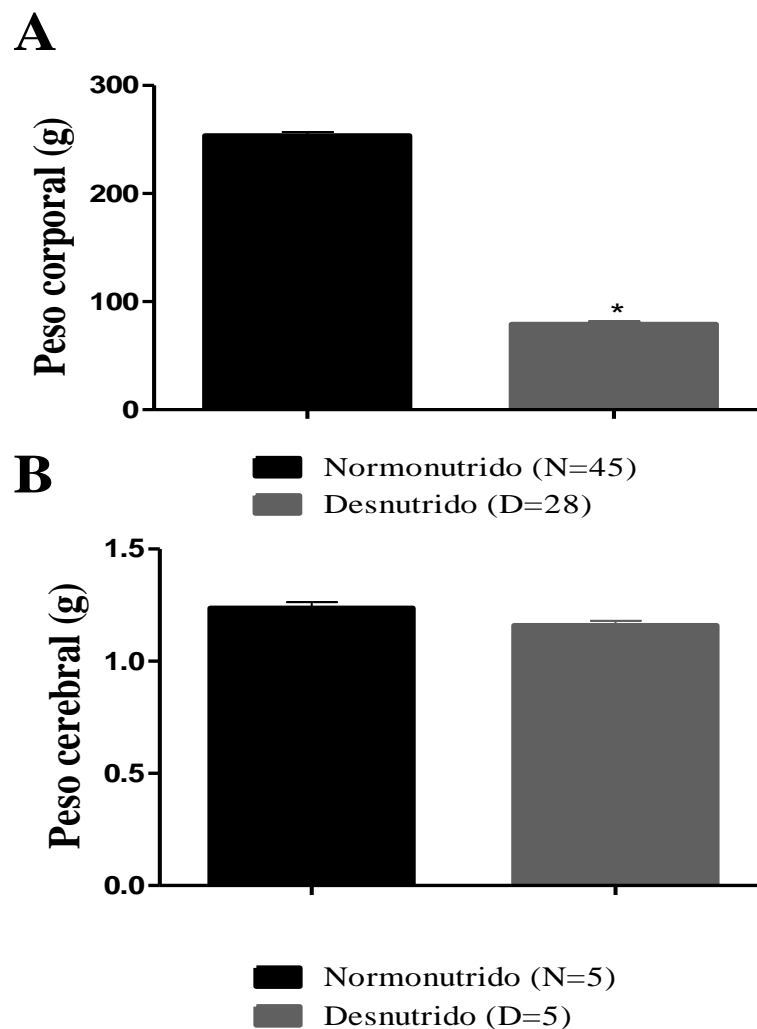 A
Peso corporal (g)
300
200
100
0
*
Normonutrido (N=45)
Desnutrido (D=28)
B
Peso cerebral (g)
1.5
1.0
0.5
0.0
Normonutrido (N=5)
Desnutrido (D=5)